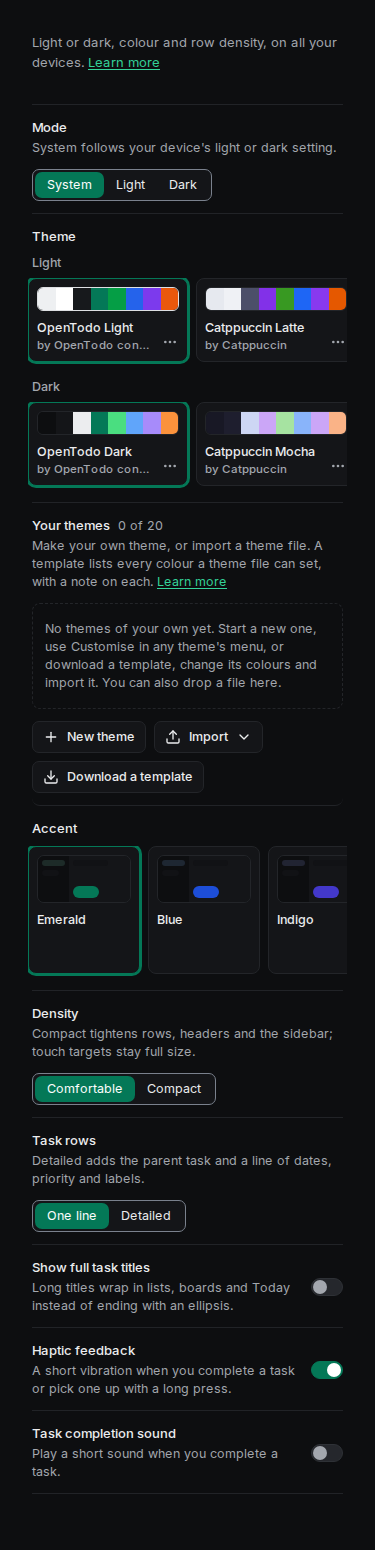 Light or dark, colour and row density, on all your
devices. Learn more
Mode
System follows your device's light or dark setting.
System Light Dark
Theme
Light
OpenTodo Light
by OpenTodo con...
Catppuccin Latte
by Catppuccin
Dark
OpenTodo Dark
by OpenTodo con...
Catppuccin Mocha
by Catppuccin
Your themes 0 of 20
Make your own theme, or import a theme file. A
template lists every colour a theme file can set,
with a note on each. Learn more
No themes of your own yet. Start a new one,
use Customise in any theme's menu, or
download a template, change its colours and
import it. You can also drop a file here.
New theme Import
Download a template
Accent
Emerald Blue Indigo
Density
Compact tightens rows, headers and the sidebar;
touch targets stay full size.
Comfortable Compact
Task rows
Detailed adds the parent task and a line of dates,
priority and labels.
One line Detailed
Show full task titles
Long titles wrap in lists, boards and Today
instead of ending with an ellipsis.
Haptic feedback
A short vibration when you complete a task
or pick one up with a long press.
Task completion sound
Play a short sound when you complete a
task.